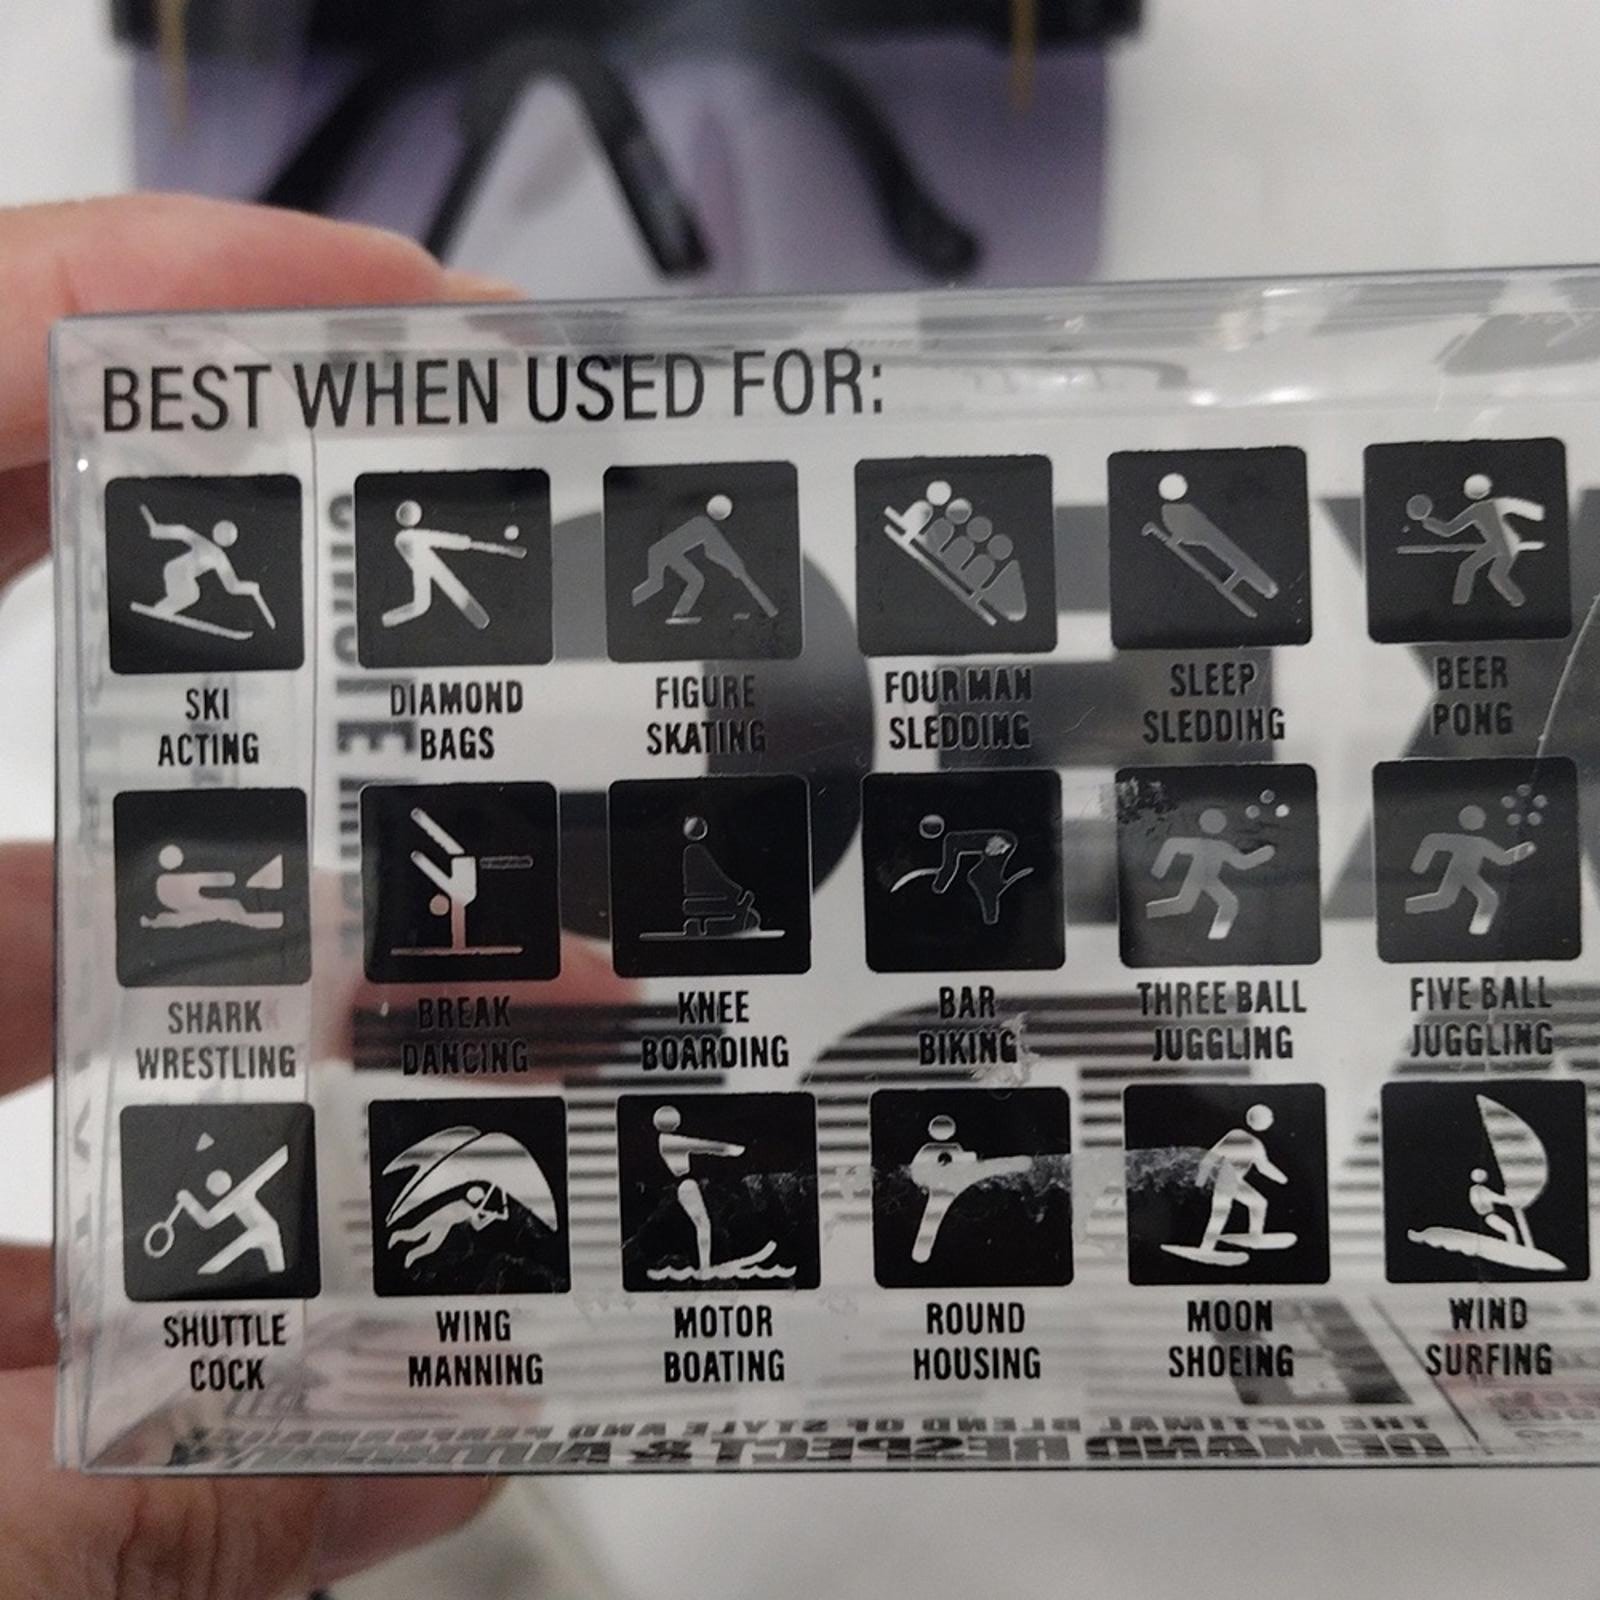 BEST WHEN USED FOR:
SKI
ACTING
DIAMOND
BAGS
FIGURE
SKATING
FOUR MAN
SLEDDING
SLEEP
SLEDDING
BEER
PONG
SHARK
WRESTLING
BREAK
DANCING
KNEE
BOARDING
BAR
BIKING
THREE BALL
JUGGLING
FIVE BALL
JUGGLING
SHUTTLE
COCK
WING
MANNING
MOTOR
BOATING
ROUND
HOUSING
MOON
SHOEING
WIND
SURFING
THE OPTIMAL BLEND OF STYLE AND PERFORMANCE
DEMAND RESPECT &